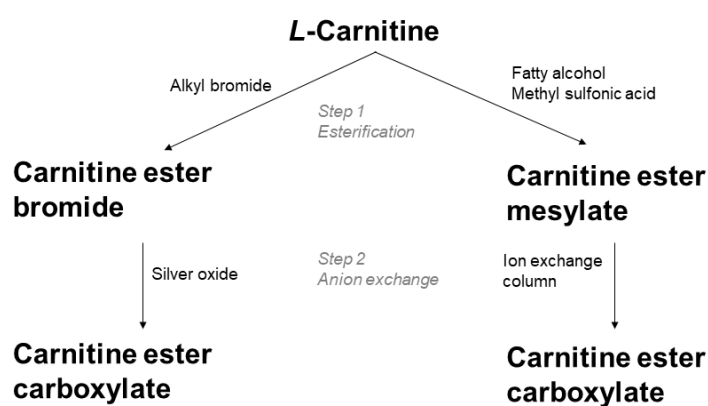 L-Carnitine
Alkyl bromide
Fatty alcohol
Methyl sulfonic acid
Step 1
Esterification
Carnitine ester
bromide
Carnitine ester
mesylate
Silver oxide
Step 2
Anion exchange
Ion exchange
column
Carnitine ester
carboxylate
Carnitine ester
carboxylate